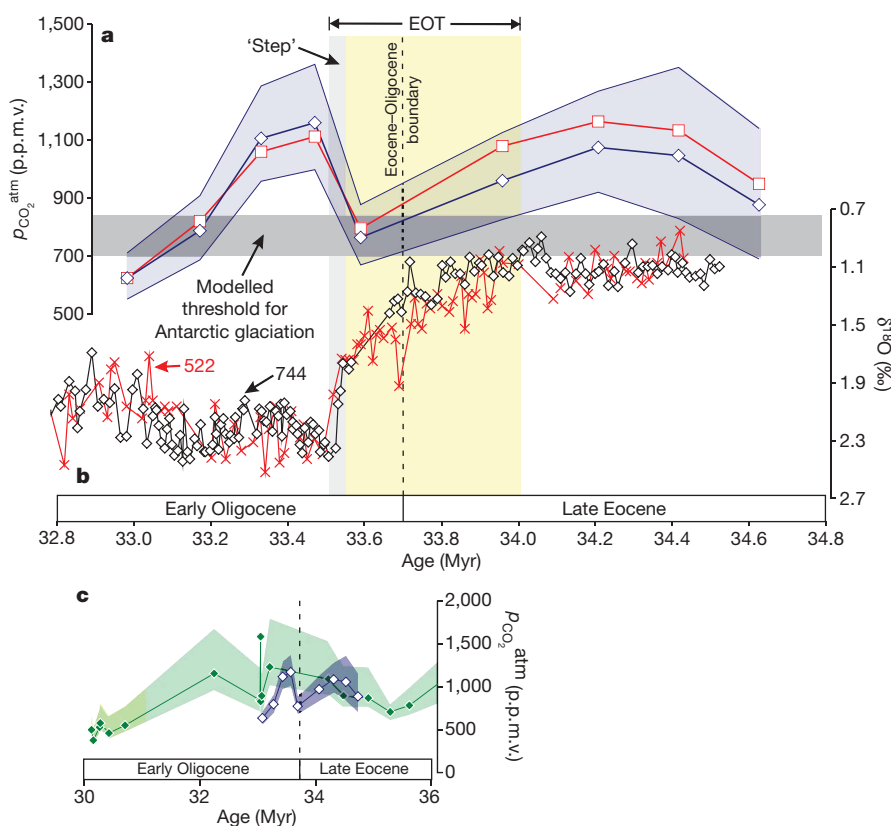 a
EOT
'Step'
Eocene–Oligocene
boundary
1,500
1,300
1,100
900
700
500
pCO₂atm (p.p.m.v.)
Modelled
threshold for
Antarctic glaciation
0.7
1.1
1.5
1.9
2.3
2.7
δ18O (‰)
522
744
b
Early Oligocene
Late Eocene
32.8
33.0
33.2
33.4
33.6
33.8
34.0
34.2
34.4
34.6
34.8
Age (Myr)
c
2,000
1,500
1,000
500
0
pCO₂atm
(p.p.m.v.)
Early Oligocene
Late Eocene
30
32
34
36
Age (Myr)